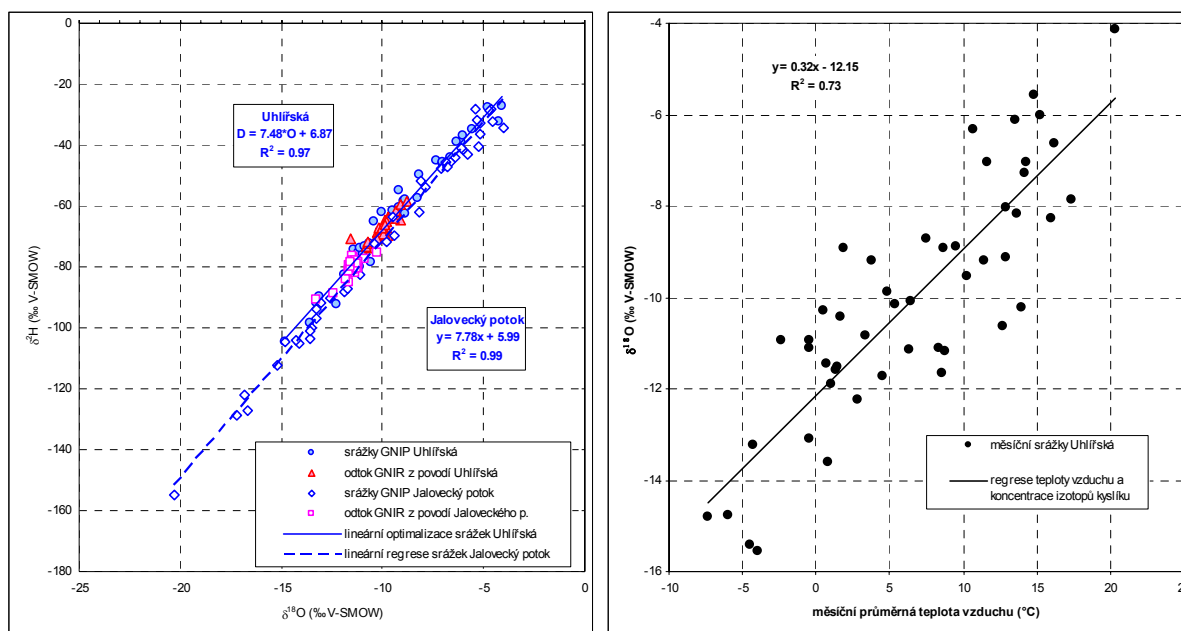 0
-20
-40
-60
-80
-100
-120
-140
-160
-180
-25
-20
-15
-10
-5
0
δ²H (‰ V-SMOW)
δ¹⁸O (‰V-SMOW)
Uhlířská
D = 7.48*O + 6.87
R² = 0.97
Jalovecký potok
y= 7.78x + 5.99
R² = 0.99
srážky GNIP Uhlířská
odtok GNIR z povodí Uhlířská
srážky GNIP Jalovecký potok
odtok GNIR z povodí Jaloveckého p.
lineární optimalizace srážek Uhlířská
lineární regrese srážek Jalovecký potok
-4
-6
-8
-10
-12
-14
-16
-10
-5
0
5
10
15
20
δ¹⁸O (‰ V-SMOW)
měsíční průměrná teplota vzduchu (°C)
y= 0.32x - 12.15
R² = 0.73
měsíční srážky Uhlířská
regrese teploty vzduchu a
koncentrace izotopů kyslíku